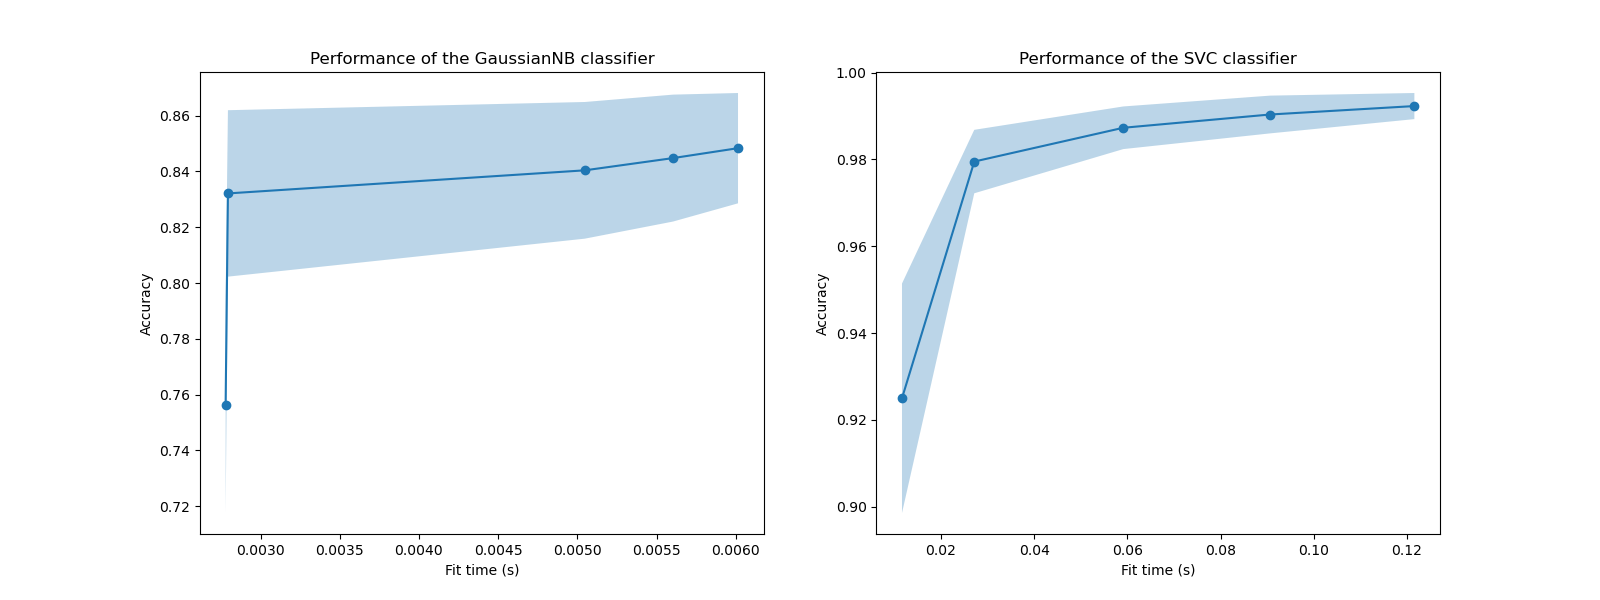 Performance of the GaussianNB classifier
Accuracy
0.86
0.84
0.82
0.80
0.78
0.76
0.74
0.72
0.0030 0.0035 0.0040 0.0045 0.0050 0.0055 0.0060
Fit time (s)
Performance of the SVC classifier
Accuracy
1.00
0.98
0.96
0.94
0.92
0.90
0.02 0.04 0.06 0.08 0.10 0.12
Fit time (s)